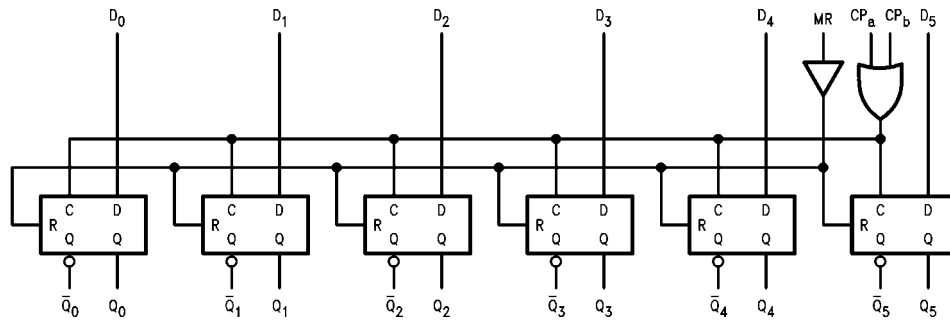 D₀ D₁ D₂ D₃ D₄ MR CPₐ CP_b D₅
C D C D C D C D C D C D
R R R R R R
Q Q Q Q Q Q Q Q Q Q Q Q
Q̅₀ Q₀ Q̅₁ Q₁ Q̅₂ Q₂ Q̅₃ Q₃ Q̅₄ Q₄ Q̅₅ Q₅